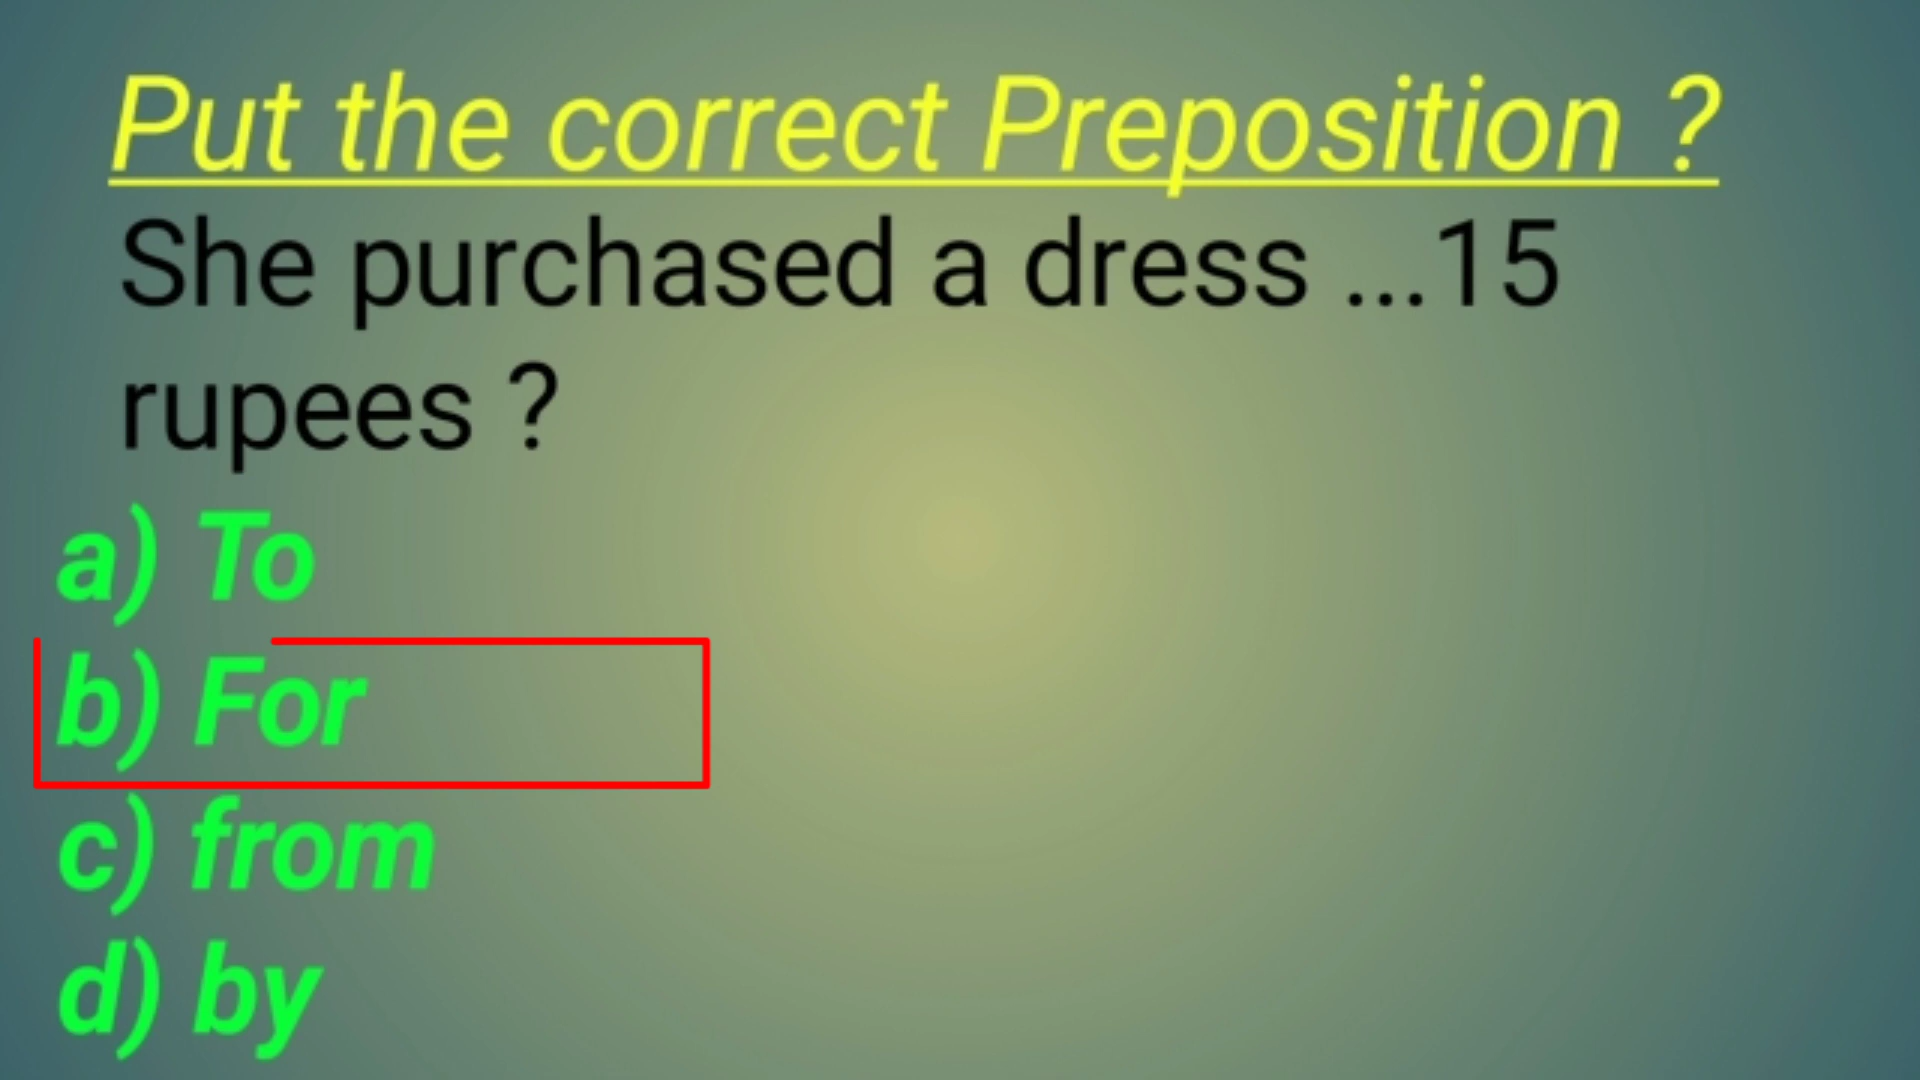 Put the correct Preposition ?
She purchased a dress ...15
rupees ?
a) To
b) For
c) from
d) by